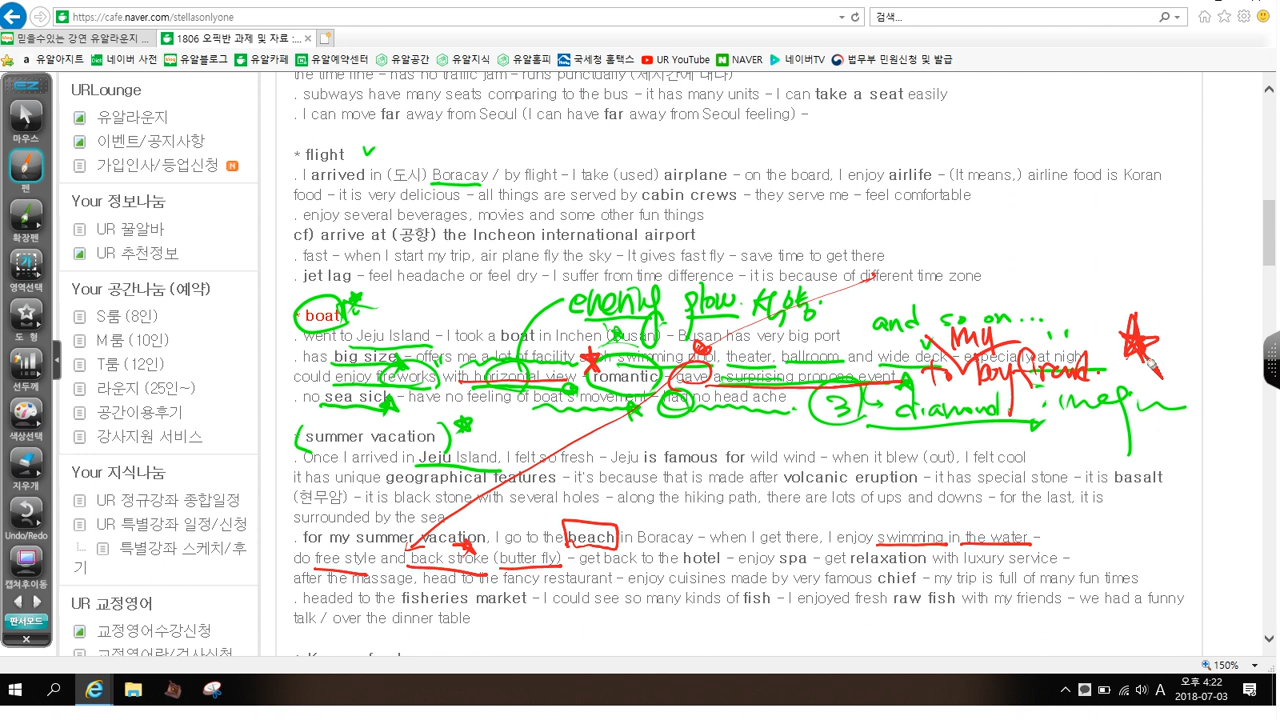 https://cafe.naver.com/stellasonlyone
검색...
믿을수있는 강연 유알라운지 ...
1806 오픽반 과제 및 자료 :...
a 유알아지트
네이버 사전
유알블로그
유알카페
유알예약센터
유알공간
유알지식
유알홈피
국세청 홈택스
UR YouTube
NAVER
네이버TV
법무부 민원신청 및 발급
EZ
마우스
펜
확장펜
영역선택
도 형
선두께
색상선택
지우개
Undo/Redo
캡쳐후이동
판서모드
×
URLounge
유알라운지
이벤트/공지사항
가입인사/등업신청 N
Your 정보나눔
UR 꿀알바
UR 추천정보
Your 공간나눔 (예약)
S룸 (8인)
M룸 (10인)
T룸 (12인)
라운지 (25인~)
공간이용후기
강사지원 서비스
Your 지식나눔
UR 정규강좌 종합일정
UR 특별강좌 일정/신청
특별강좌 스케치/후
기
UR 교정영어
교정영어수강신청
the time line - has no traffic jam - runs punctually (제시간에 대다)
. subways have many seats comparing to the bus - it has many units - I can take a seat easily
. I can move far away from Seoul (I can have far away from Seoul feeling) -
* flight
. I arrived in (도시) Boracay / by flight - I take (used) airplane - on the board, I enjoy airlife - (It means,) airline food is Koran
food - it is very delicious - all things are served by cabin crews - they serve me - feel comfortable
. enjoy several beverages, movies and some other fun things
cf) arrive at (공항) the Incheon international airport
. fast - when I start my trip, air plane fly the sky - It gives fast fly - save time to get there
. jet lag - feel headache or feel dry - I suffer from time difference - it is because of different time zone
evening glow. 석양.
* boat
and so on...
. went to Jeju Island - I took a boat in Inchen (Busan) - Busan has very big port
my
. has big size - offers me a lot of facility swimming pool, theater, ballroom, and wide deck - especially at night
could enjoy fireworks with horizontal view - (romantic) gave a surprising propose event
to boyfriend.
. no sea sick - have no feeling of boat's movement - had no head ache
3 diamond
(summer vacation)
. Once I arrived in Jeju Island, I felt so fresh - Jeju is famous for wild wind - when it blew (out), I felt cool
it has unique geographical features - it's because that is made after volcanic eruption - it has special stone - it is basalt
(현무암) - it is black stone with several holes - along the hiking path, there are lots of ups and downs - for the last, it is
surrounded by the sea
. for my summer vacation, I go to the beach in Boracay - when I get there, I enjoy swimming in the water -
do free style and back stroke (butter fly) - get back to the hotel - enjoy spa - get relaxation with luxury service -
after the massage, head to the fancy restaurant - enjoy cuisines made by very famous chief - my trip is full of many fun times
. headed to the fisheries market - I could see so many kinds of fish - I enjoyed fresh raw fish with my friends - we had a funny
talk / over the dinner table
150%
A
오후 4:22
2018-07-03